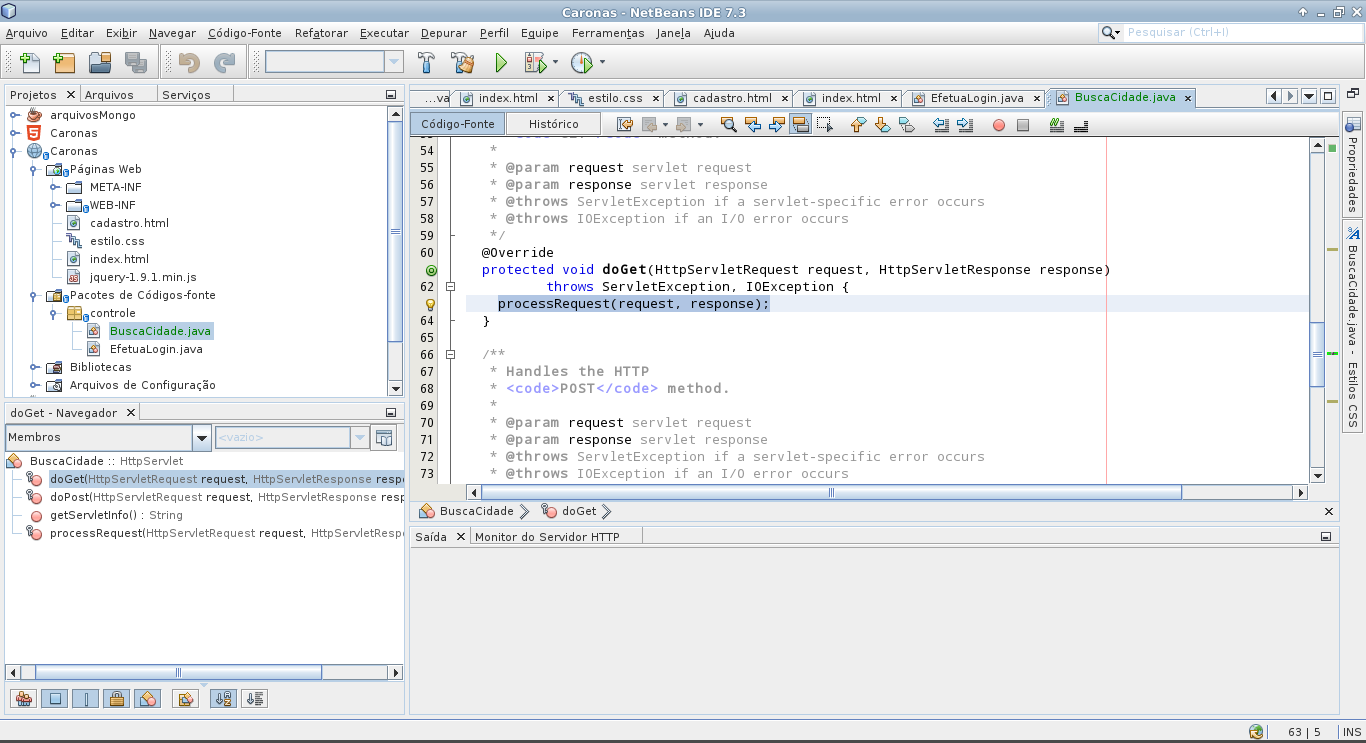 Caronas - NetBeans IDE 7.3
Arquivo Editar Exibir Navegar Código-Fonte Refatorar Executar Depurar Perfil Equipe Ferramentas Janela Ajuda
Pesquisar (Ctrl+I)
Projetos Arquivos Serviços
arquivosMongo
Caronas
Caronas
Páginas Web
META-INF
WEB-INF
cadastro.html
estilo.css
index.html
jquery-1.9.1.min.js
Pacotes de Códigos-fonte
controle
BuscaCidade.java
EfetuaLogin.java
Bibliotecas
Arquivos de Configuração
doGet - Navegador
Membros
<vazio>
BuscaCidade :: HttpServlet
doGet(HttpServletRequest request, HttpServletResponse respo
doPost(HttpServletRequest request, HttpServletResponse resp
getServletInfo() : String
processRequest(HttpServletRequest request, HttpServletRespo
...va index.html estilo.css cadastro.html index.html EfetuaLogin.java BuscaCidade.java
Código-Fonte Histórico
54 *
55 * @param request servlet request
56 * @param response servlet response
57 * @throws ServletException if a servlet-specific error occurs
58 * @throws IOException if an I/O error occurs
59 */
60 @Override
protected void doGet(HttpServletRequest request, HttpServletResponse response)
62 throws ServletException, IOException {
processRequest(request, response);
64 }
65
66 /**
67 * Handles the HTTP
68 * <code>POST</code> method.
69 *
70 * @param request servlet request
71 * @param response servlet response
72 * @throws ServletException if a servlet-specific error occurs
73 * @throws IOException if an I/O error occurs
BuscaCidade doGet
Saída Monitor do Servidor HTTP
Propriedades
BuscaCidade.java - Estilos CSS
63 | 5 INS